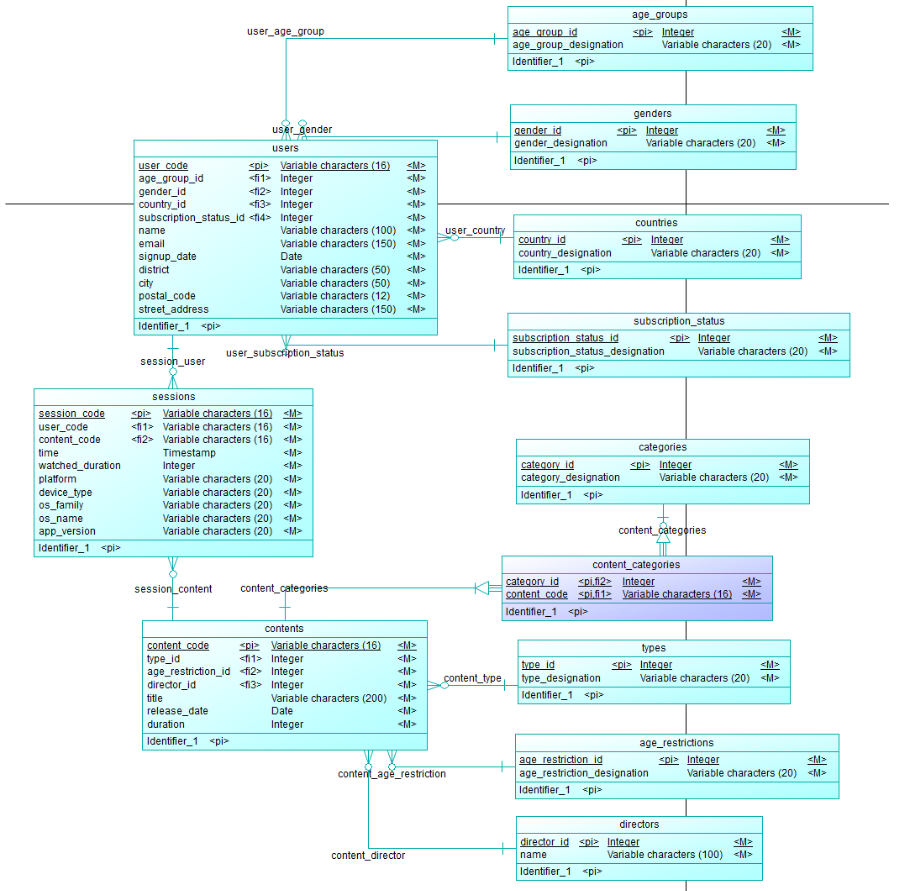 age_groups
age_group_id <pi> Integer <M>
age_group_designation Variable characters (20) <M>
Identifier_1 <pi>
user_age_group
genders
gender_id <pi> Integer <M>
gender_designation Variable characters (20) <M>
Identifier_1 <pi>
user_gender
users
user_code <pi> Variable characters (16) <M>
age_group_id <fi1> Integer <M>
gender_id <fi2> Integer <M>
country_id <fi3> Integer <M>
subscription_status_id <fi4> Integer <M>
name Variable characters (100) <M>
email Variable characters (150) <M>
signup_date Date <M>
district Variable characters (50) <M>
city Variable characters (50) <M>
postal_code Variable characters (12) <M>
street_address Variable characters (150) <M>
Identifier_1 <pi>
user_country
countries
country_id <pi> Integer <M>
country_designation Variable characters (20) <M>
Identifier_1 <pi>
subscription_status
subscription_status_id <pi> Integer <M>
subscription_status_designation Variable characters (20) <M>
Identifier_1 <pi>
user_subscription_status
session_user
sessions
session_code <pi> Variable characters (16) <M>
user_code <fi1> Variable characters (16) <M>
content_code <fi2> Variable characters (16) <M>
time Timestamp <M>
watched_duration Integer <M>
platform Variable characters (20) <M>
device_type Variable characters (20) <M>
os_family Variable characters (20) <M>
os_name Variable characters (20) <M>
app_version Variable characters (20) <M>
Identifier_1 <pi>
categories
category_id <pi> Integer <M>
category_designation Variable characters (20) <M>
Identifier_1 <pi>
content_categories
content_categories
category_id <pi,fi2> Integer <M>
content_code <pi,fi1> Variable characters (16) <M>
Identifier_1 <pi>
session_content
content_categories
contents
content_code <pi> Variable characters (16) <M>
type_id <fi1> Integer <M>
age_restriction_id <fi2> Integer <M>
director_id <fi3> Integer <M>
title Variable characters (200) <M>
release_date Date <M>
duration Integer <M>
Identifier_1 <pi>
content_type
types
type_id <pi> Integer <M>
type_designation Variable characters (20) <M>
Identifier_1 <pi>
age_restrictions
age_restriction_id <pi> Integer <M>
age_restriction_designation Variable characters (20) <M>
Identifier_1 <pi>
content_age_restriction
directors
director_id <pi> Integer <M>
name Variable characters (100) <M>
Identifier_1 <pi>
content_director